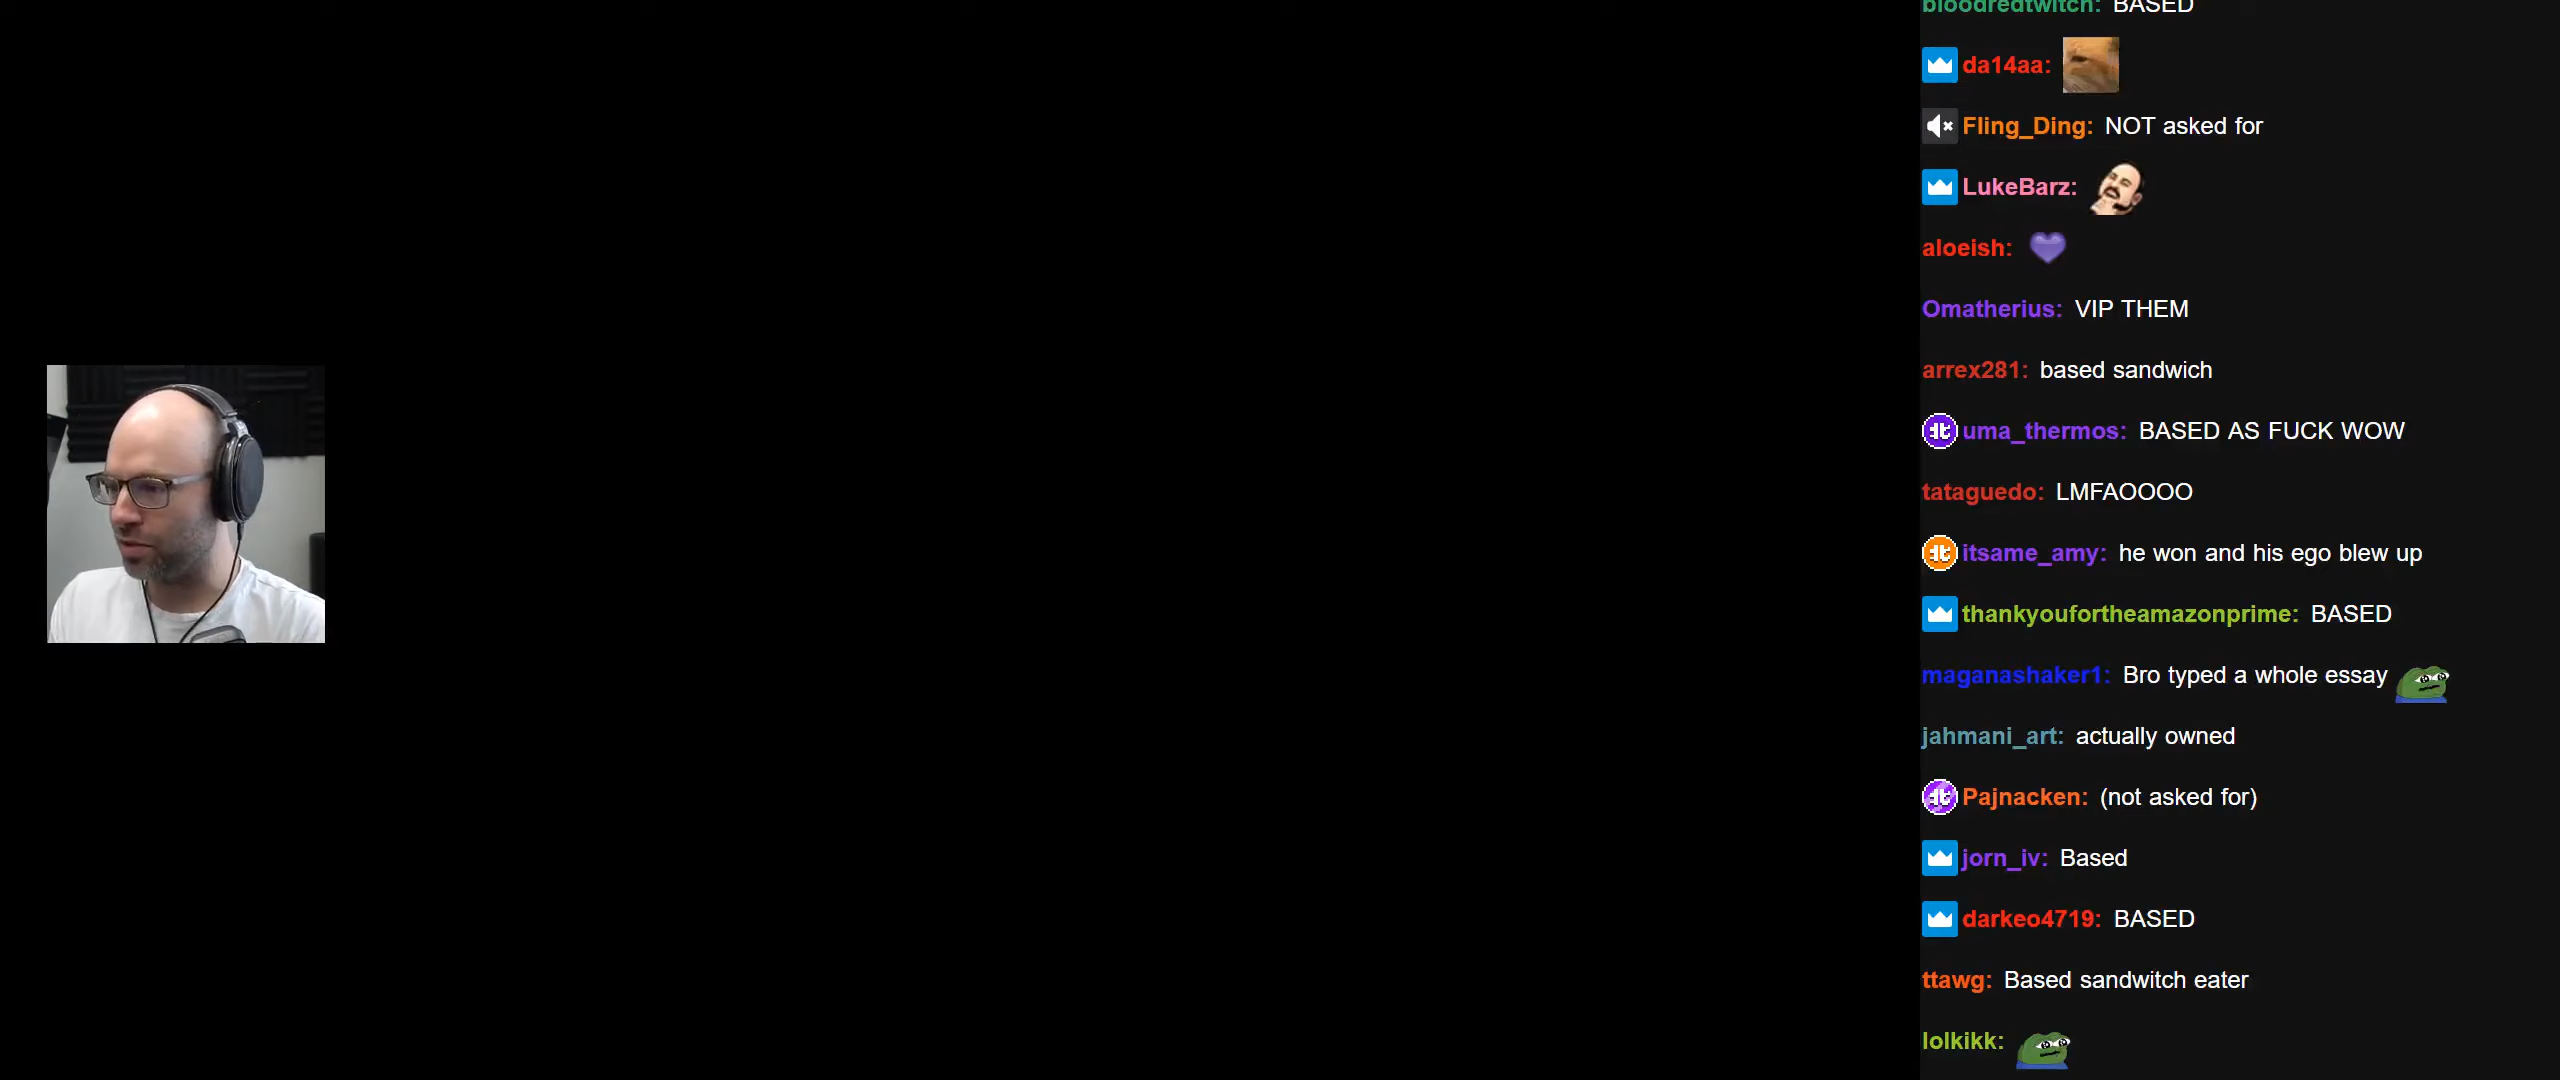 bloodredtwitch: BASED
da14aa:
Fling_Ding: NOT asked for
LukeBarz:
aloeish:
Omatherius: VIP THEM
arrex281: based sandwich
uma_thermos: BASED AS FUCK WOW
tataguedo: LMFAOOOO
itsame_amy: he won and his ego blew up
thankyoufortheamazonprime: BASED
maganashaker1: Bro typed a whole essay
jahmani_art: actually owned
Pajnacken: (not asked for)
jorn_iv: Based
darkeo4719: BASED
ttawg: Based sandwitch eater
lolkikk: